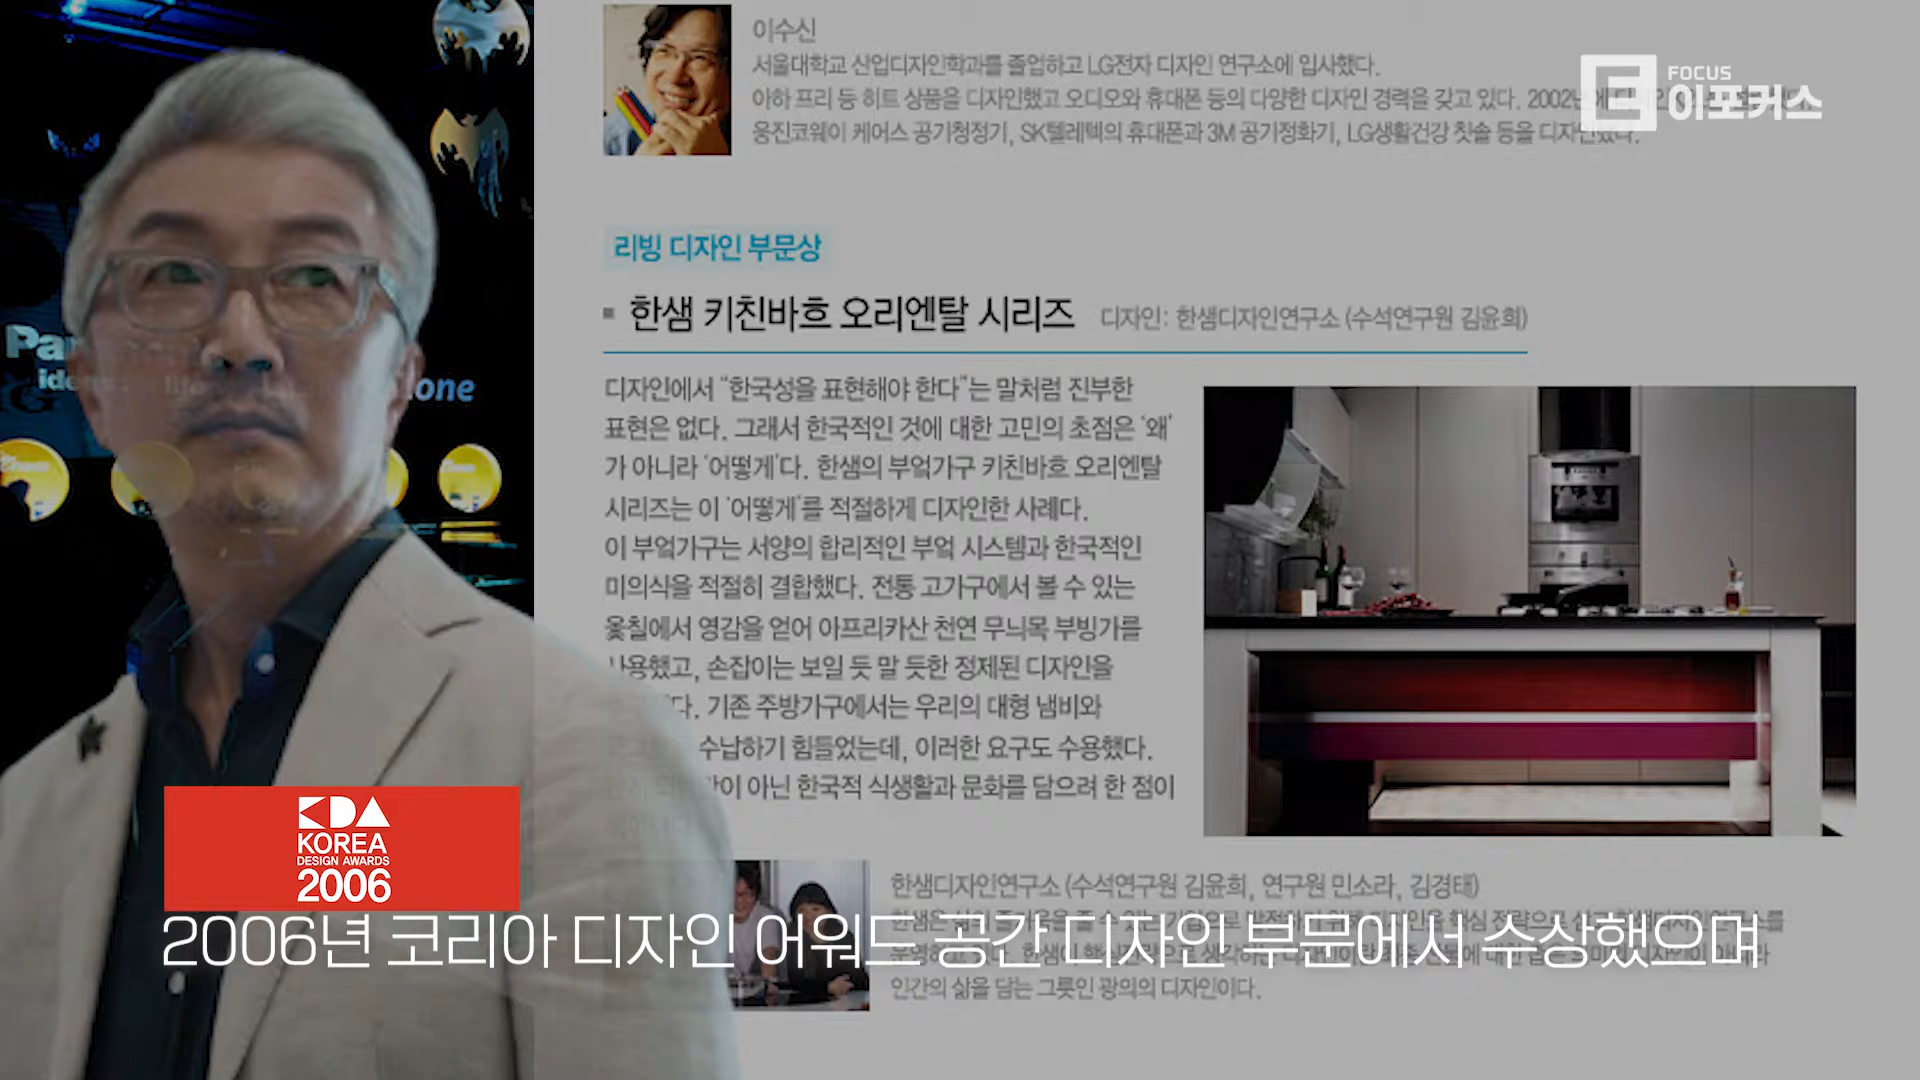 이수신
서울대학교 산업디자인학과를 졸업하고 LG전자 디자인 연구소에 입사했다.
아하 프리 등 히트 상품을 디자인했고 오디오와 휴대폰 등의 다양한 디자인 경력을 갖고 있다. 2002년
웅진코웨이 케어스 공기청정기, SK텔레텍의 휴대폰과 3M 공기정화기, LG생활건강 칫솔 등을 디자인했다.
E FOCUS
이포커스
리빙 디자인 부문상
한샘 키친바흐 오리엔탈 시리즈 디자인: 한샘디자인연구소 (수석연구원 김윤희)
디자인에서 “한국성을 표현해야 한다”는 말처럼 진부한
표현은 없다. 그래서 한국적인 것에 대한 고민의 초점은 ‘왜’
가 아니라 ‘어떻게’다. 한샘의 부엌가구 키친바흐 오리엔탈
시리즈는 이 ‘어떻게’를 적절하게 디자인한 사례다.
이 부엌가구는 서양의 합리적인 부엌 시스템과 한국적인
미의식을 적절히 결합했다. 전통 고가구에서 볼 수 있는
옻칠에서 영감을 얻어 아프리카산 천연 무늬목 부빙가를
사용했고, 손잡이는 보일 듯 말 듯한 정제된 디자인을
기존 주방가구에서는 우리의 대형 냄비와
수납하기 힘들었는데, 이러한 요구도 수용했다.
아닌 한국적 식생활과 문화를 담으려 한 점이
one
KDA
KOREA
DESIGN AWARDS
2006
한샘디자인연구소 (수석연구원 김윤희, 연구원 민소라, 김경태)
2006년 코리아 디자인 어워드 공간 디자인 부문에서 수상했으며
인간의 삶을 담는 그릇인 광의의 디자인이다.